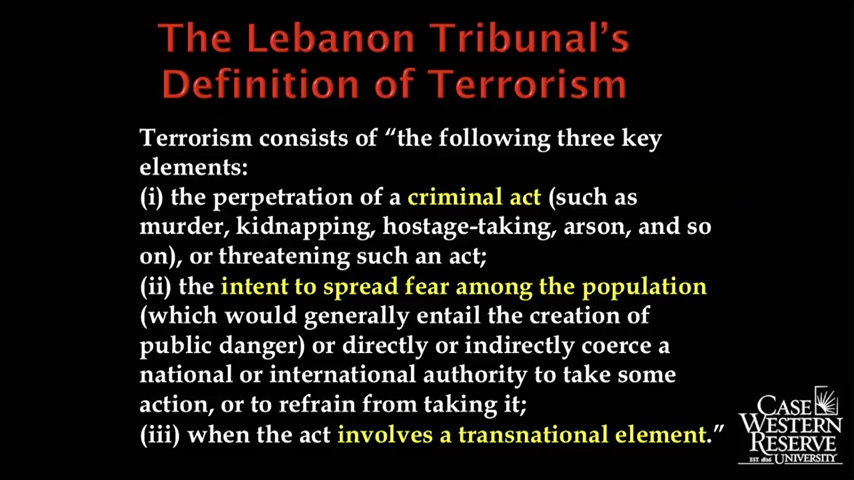 The Lebanon Tribunal’s
Definition of Terrorism
Terrorism consists of “the following three key
elements:
(i) the perpetration of a criminal act (such as
murder, kidnapping, hostage-taking, arson, and so
on), or threatening such an act;
(ii) the intent to spread fear among the population
(which would generally entail the creation of
public danger) or directly or indirectly coerce a
national or international authority to take some
action, or to refrain from taking it;
(iii) when the act involves a transnational element.”
CASE
WESTERN
RESERVE
EST. 1826 UNIVERSITY